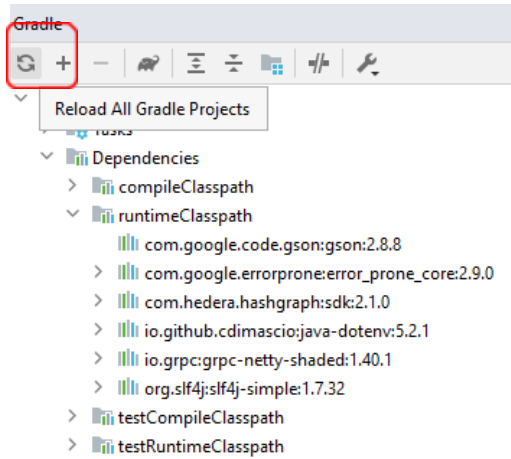 Gradle
Reload All Gradle Projects
Tasks
Dependencies
compileClasspath
runtimeClasspath
com.google.code.gson:gson:2.8.8
com.google.errorprone:error_prone_core:2.9.0
com.hedera.hashgraph:sdk:2.1.0
io.github.cdimascio:java-dotenv:5.2.1
io.grpc:grpc-netty-shaded:1.40.1
org.slf4j:slf4j-simple:1.7.32
testCompileClasspath
testRuntimeClasspath